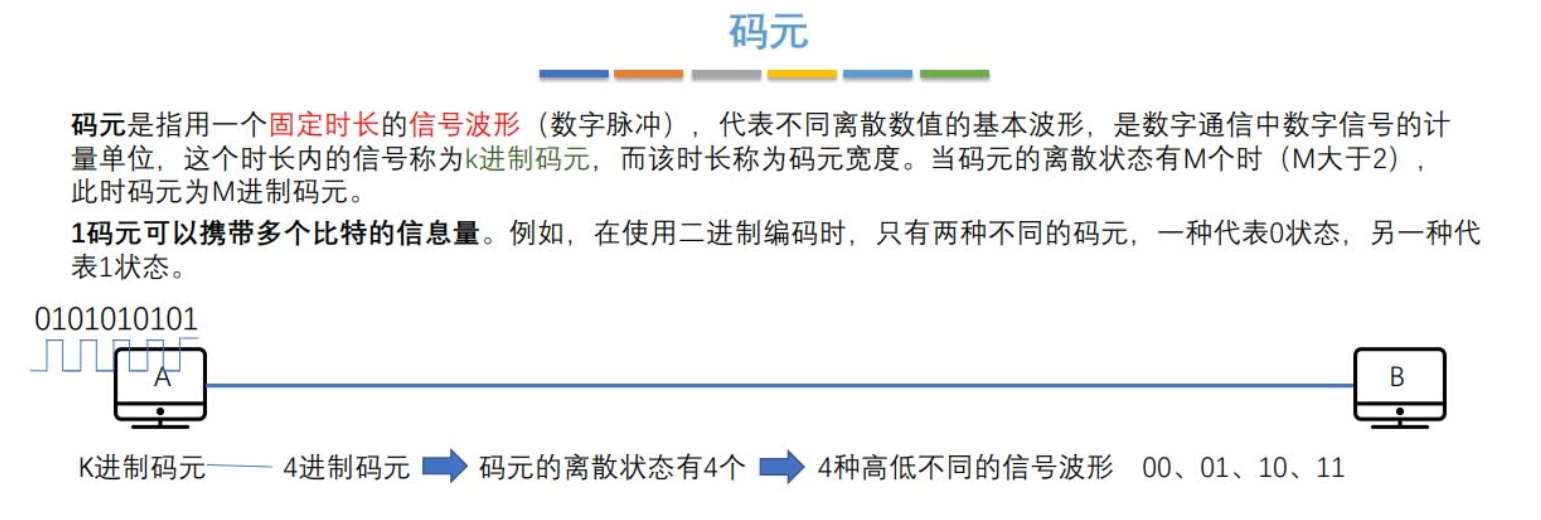 码元
码元是指用一个固定时长的信号波形（数字脉冲），代表不同离散数值的基本波形，是数字通信中数字信号的计
量单位，这个时长内的信号称为k进制码元，而该时长称为码元宽度。当码元的离散状态有M个时（M大于2），
此时码元为M进制码元。
1码元可以携带多个比特的信息量。例如，在使用二进制编码时，只有两种不同的码元，一种代表0状态，另一种代
表1状态。
0101010101
A
B
K进制码元 4进制码元 码元的离散状态有4个 4种高低不同的信号波形 00、01、10、11